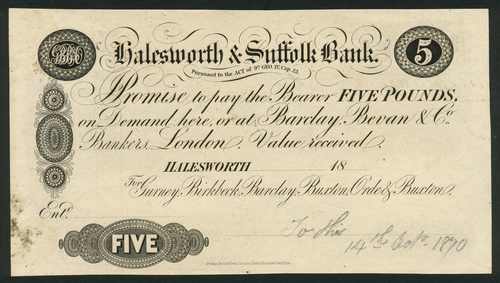 Halesworth & Suffolk Bank.
5
Pursuant to the ACT of 9th GEO. IV. Cap. 23.
I Promise to pay the Bearer FIVE POUNDS,
on Demand, here, or at Barclay, Bevan & Co.
Bankers, London. Value received.
HALESWORTH 18
For Gurney, Birkbeck, Barclay, Buxton, Orde & Buxton.
Entd.
FIVE
To this
14th Octr. 1870